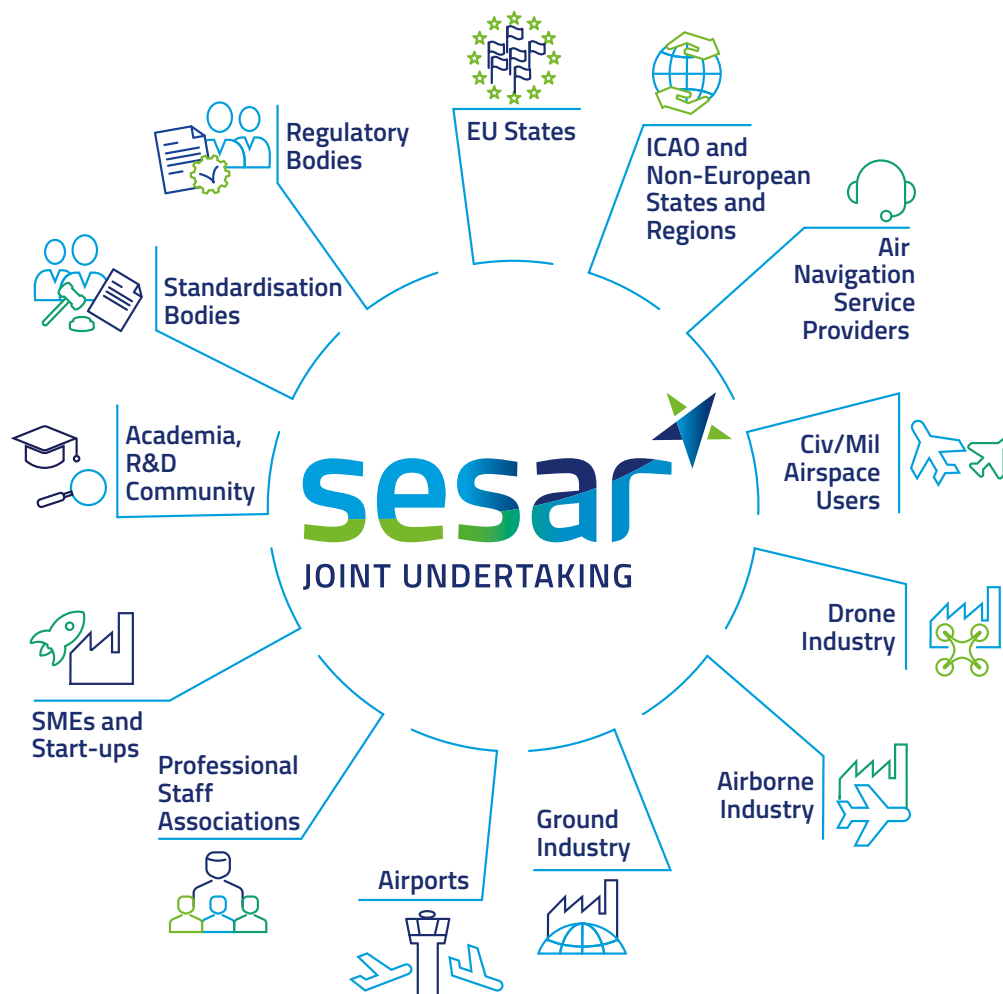 EU States
ICAO and
Non-European
States and
Regions
Air
Navigation
Service
Providers
Civ/Mil
Airspace
Users
Drone
Industry
Airborne
Industry
Ground
Industry
Airports
Professional
Staff
Associations
SMEs and
Start-ups
Academia,
R&D
Community
Standardisation
Bodies
Regulatory
Bodies
sesar
JOINT UNDERTAKING